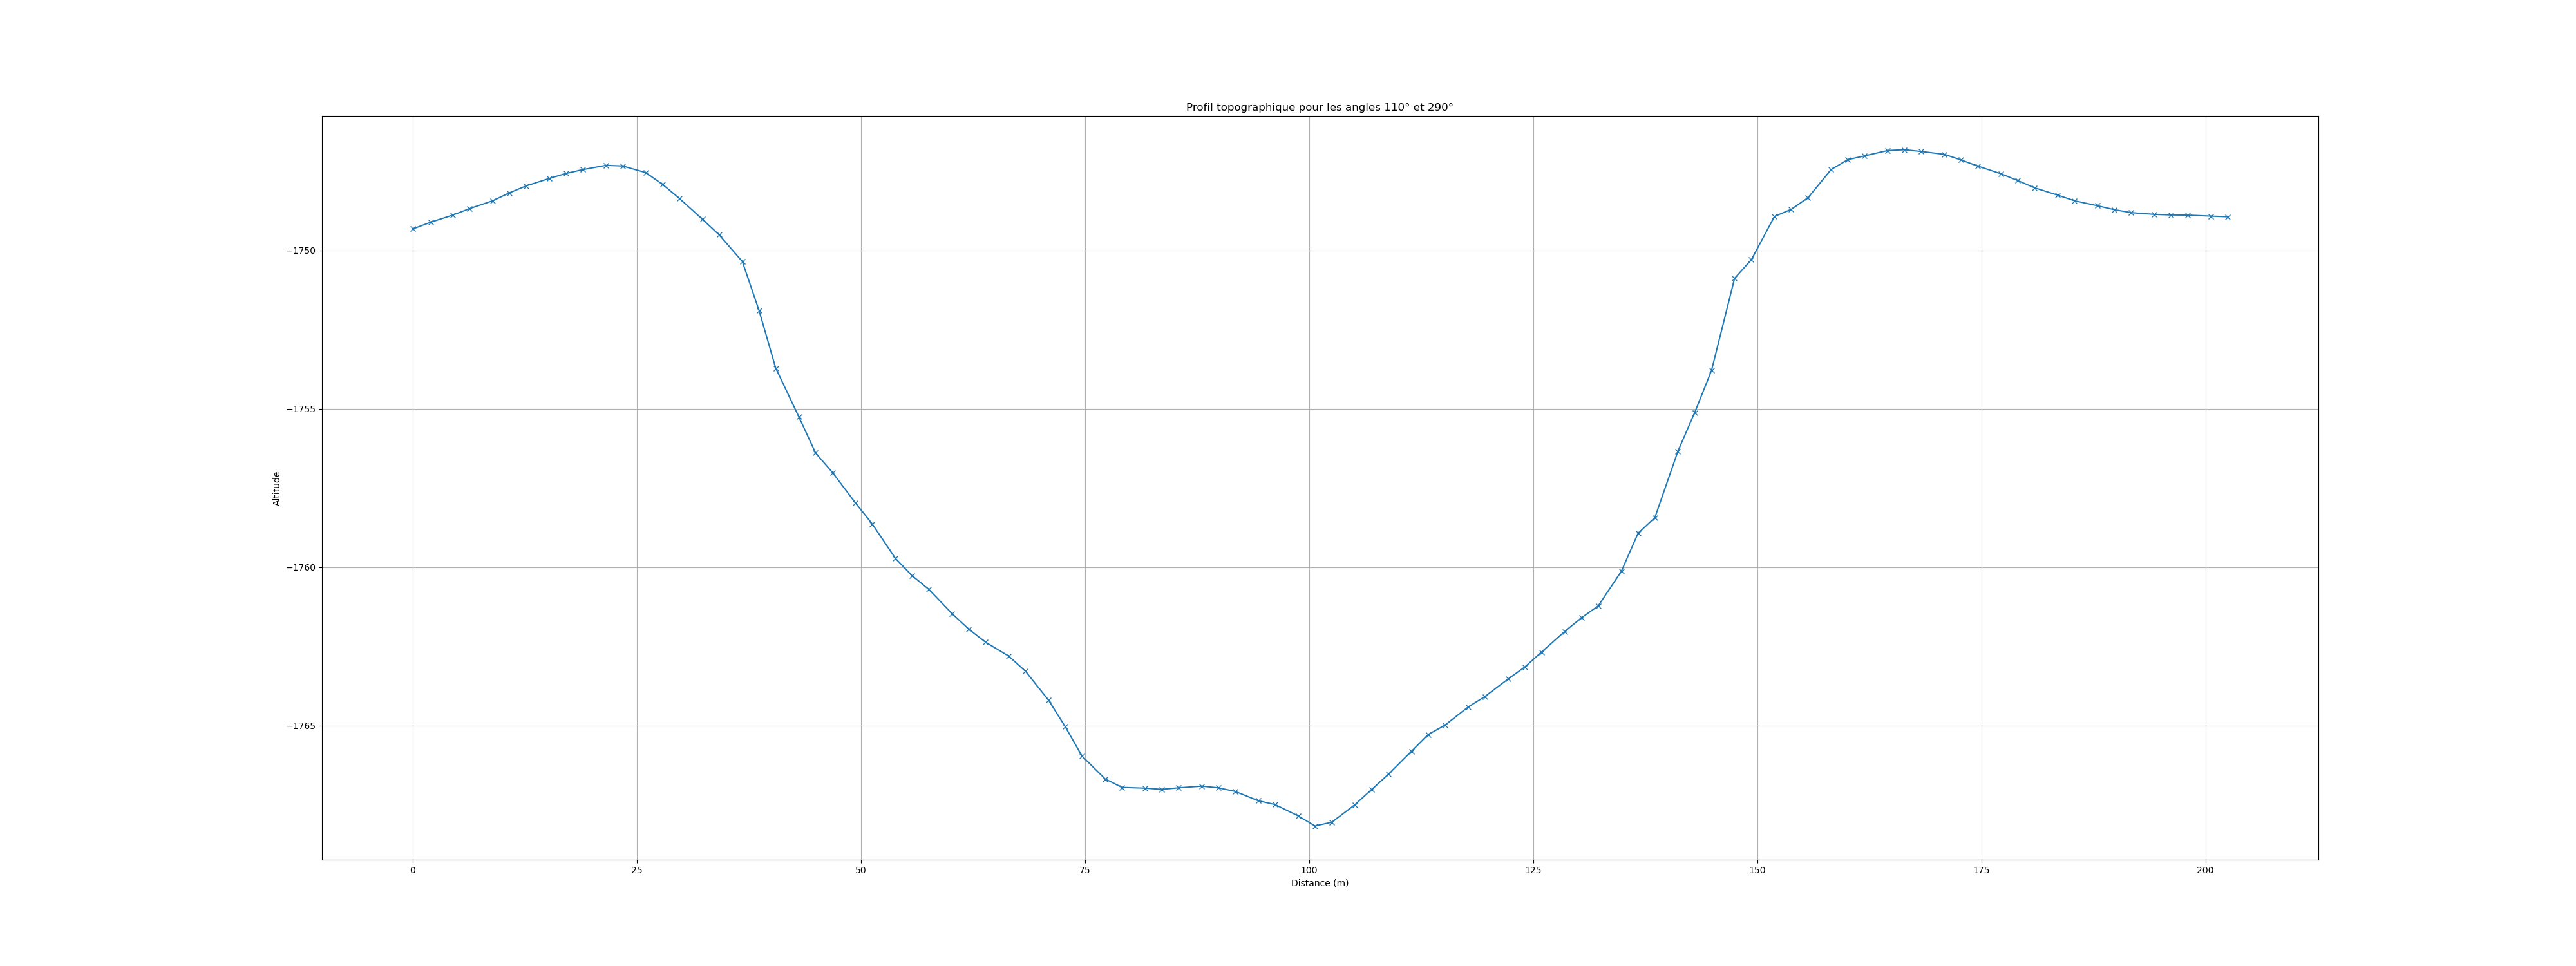 Profil topographique pour les angles 110° et 290°
−1750
−1755
−1760
−1765
Altitude
0 25 50 75 100 125 150 175 200
Distance (m)